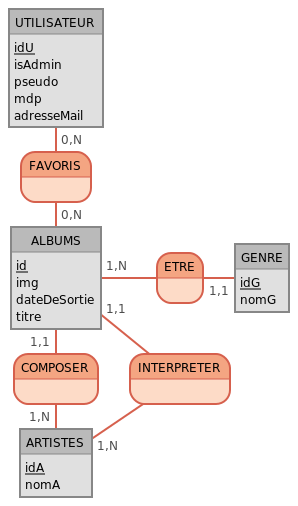 UTILISATEUR
idU
isAdmin
pseudo
mdp
adresseMail
0,N
FAVORIS
0,N
ALBUMS
id
img
dateDeSortie
titre
1,N
ETRE
1,1
GENRE
idG
nomG
1,1
1,1
COMPOSER
INTERPRETER
1,N
1,N
ARTISTES
idA
nomA